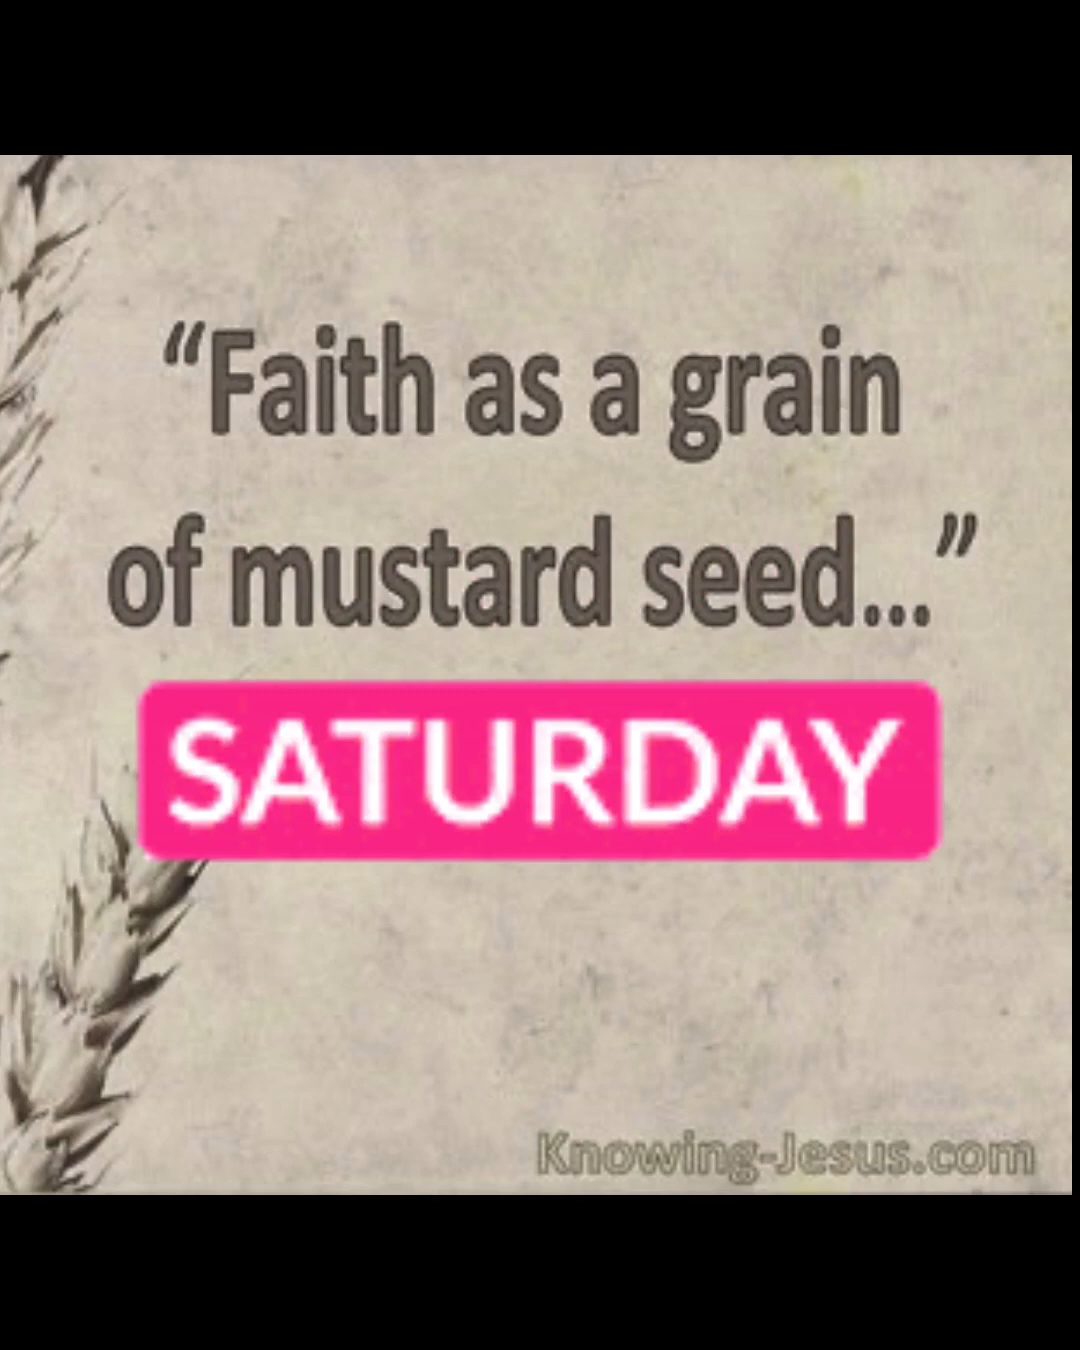 “Faith as a grain
of mustard seed...”
SATURDAY
Knowing-Jesus.com